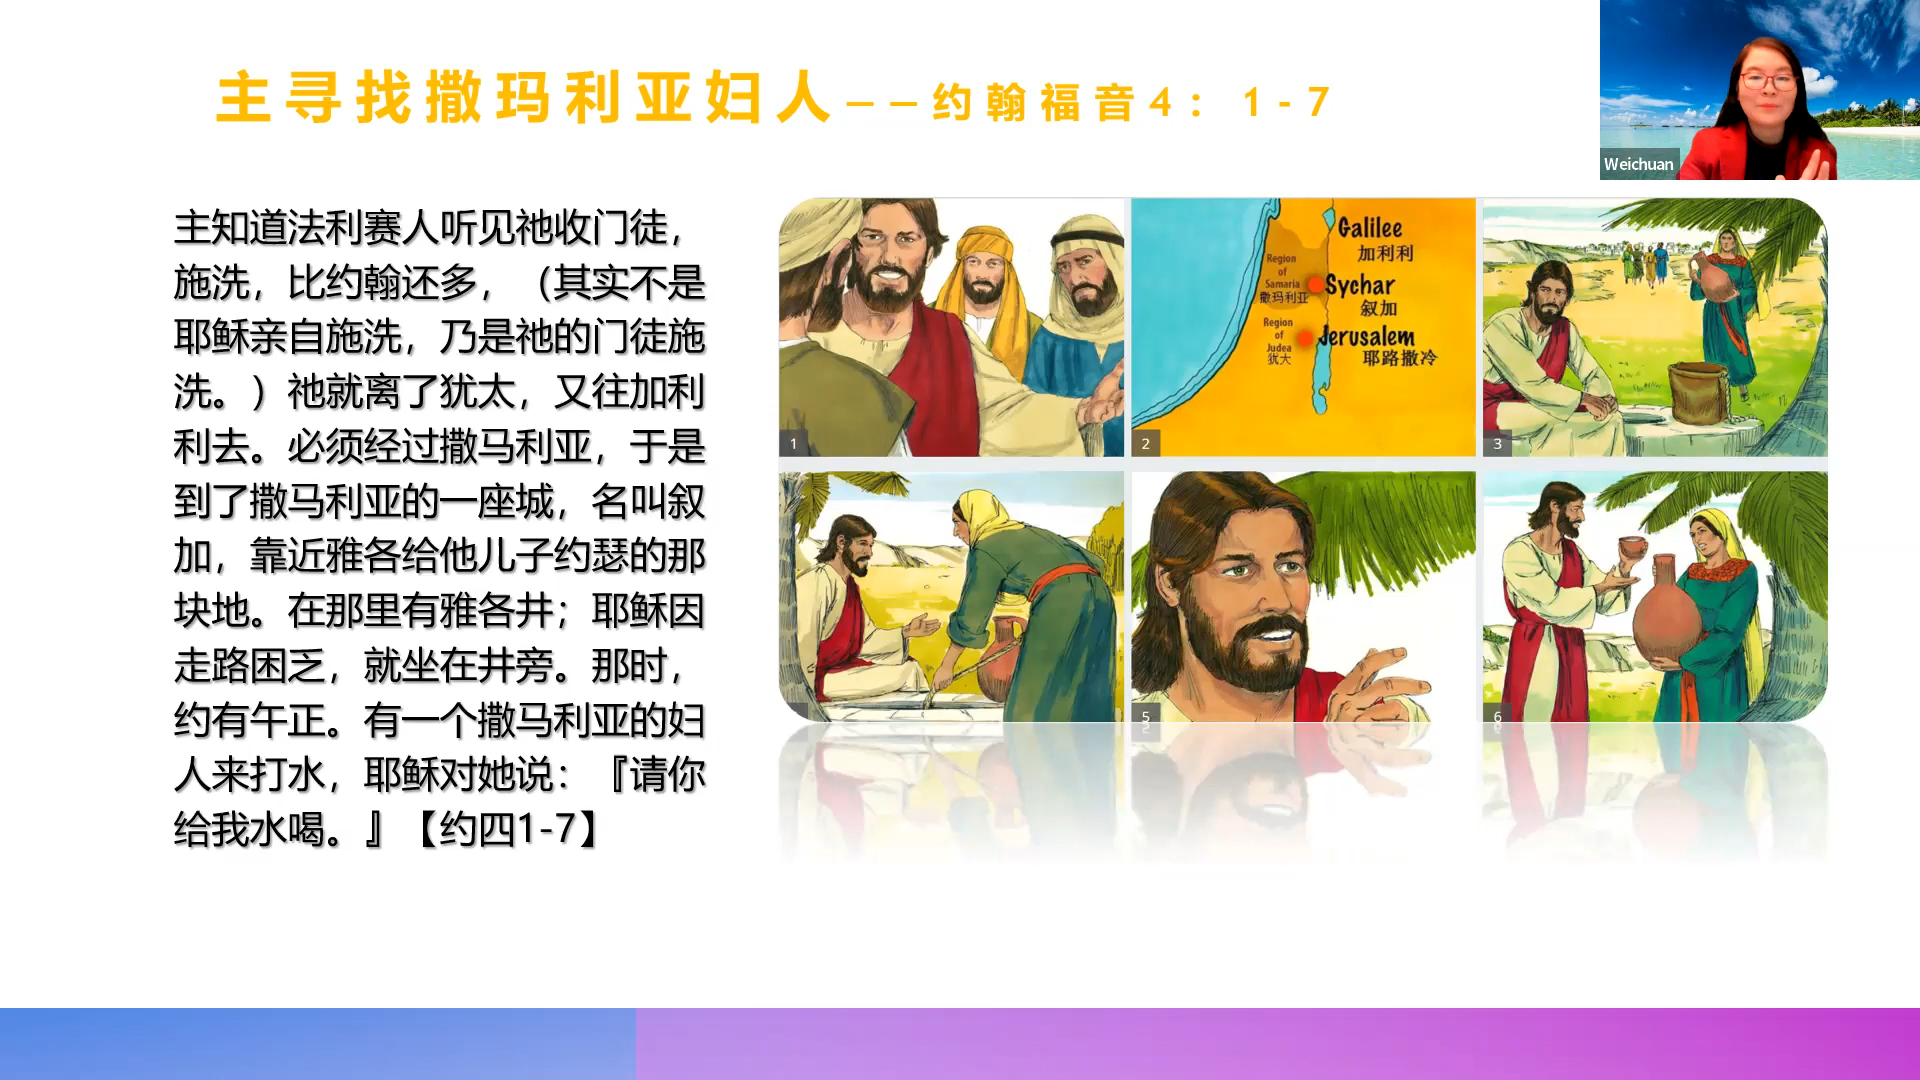 主寻找撒玛利亚妇人——约翰福音4：1-7
Weichuan
主知道法利赛人听见祂收门徒，
施洗，比约翰还多，（其实不是
耶稣亲自施洗，乃是祂的门徒施
洗。）祂就离了犹太，又往加利
利去。必须经过撒马利亚，于是
到了撒马利亚的一座城，名叫叙
加，靠近雅各给他儿子约瑟的那
块地。在那里有雅各井；耶稣因
走路困乏，就坐在井旁。那时，
约有午正。有一个撒马利亚的妇
人来打水，耶稣对她说：『请你
给我水喝。』【约四1-7】
1
Galilee
加利利
Region
of
Samaria
撒玛利亚
Sychar
叙加
Region
of
Judea
犹大
Jerusalem
耶路撒冷
2
3
5
6